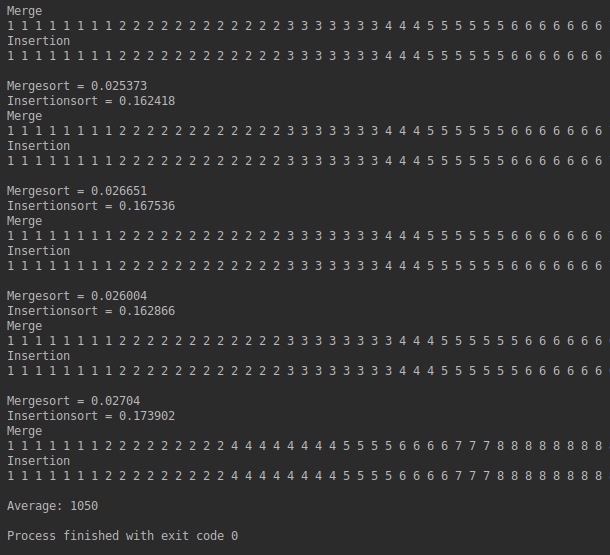 Merge
1 1 1 1 1 1 1 1 2 2 2 2 2 2 2 2 2 2 2 2 3 3 3 3 3 3 3 4 4 4 5 5 5 5 5 5 6 6 6 6 6 6 6
Insertion
1 1 1 1 1 1 1 1 2 2 2 2 2 2 2 2 2 2 2 2 3 3 3 3 3 3 3 4 4 4 5 5 5 5 5 5 6 6 6 6 6 6 6
Mergesort = 0.025373
Insertionsort = 0.162418
Merge
1 1 1 1 1 1 1 1 2 2 2 2 2 2 2 2 2 2 2 2 3 3 3 3 3 3 3 4 4 4 5 5 5 5 5 5 6 6 6 6 6 6 6
Insertion
1 1 1 1 1 1 1 1 2 2 2 2 2 2 2 2 2 2 2 2 3 3 3 3 3 3 3 4 4 4 5 5 5 5 5 5 6 6 6 6 6 6 6
Mergesort = 0.026651
Insertionsort = 0.167536
Merge
1 1 1 1 1 1 1 1 2 2 2 2 2 2 2 2 2 2 2 2 3 3 3 3 3 3 3 4 4 4 5 5 5 5 5 5 6 6 6 6 6 6 6
Insertion
1 1 1 1 1 1 1 1 2 2 2 2 2 2 2 2 2 2 2 2 3 3 3 3 3 3 3 4 4 4 5 5 5 5 5 5 6 6 6 6 6 6 6
Mergesort = 0.026004
Insertionsort = 0.162866
Merge
1 1 1 1 1 1 1 1 2 2 2 2 2 2 2 2 2 2 2 2 3 3 3 3 3 3 3 3 4 4 4 5 5 5 5 5 5 6 6 6 6 6 6
Insertion
1 1 1 1 1 1 1 1 2 2 2 2 2 2 2 2 2 2 2 2 3 3 3 3 3 3 3 3 4 4 4 5 5 5 5 5 5 6 6 6 6 6 6
Mergesort = 0.02704
Insertionsort = 0.173902
Merge
1 1 1 1 1 1 1 2 2 2 2 2 2 2 2 2 4 4 4 4 4 4 4 4 5 5 5 5 6 6 6 6 7 7 7 8 8 8 8 8 8 8 8
Insertion
1 1 1 1 1 1 1 2 2 2 2 2 2 2 2 2 4 4 4 4 4 4 4 4 5 5 5 5 6 6 6 6 7 7 7 8 8 8 8 8 8 8 8
Average: 1050
Process finished with exit code 0